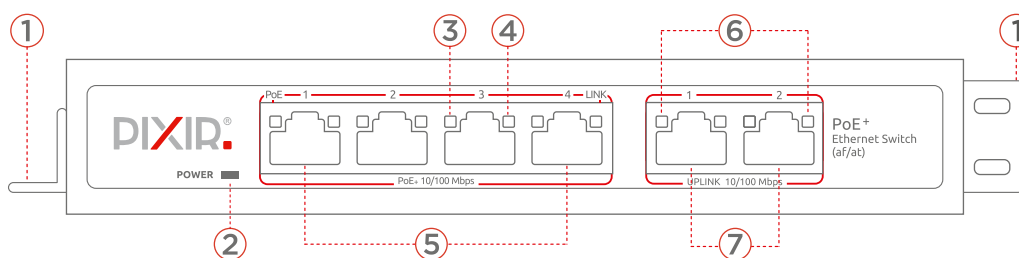 1 3 4 6 1
PoE 1 2 3 4 LINK 1 2
PIXIR.®
PoE+
Ethernet Switch
(af/at)
POWER
PoE+ 10/100 Mbps
UPLINK 10/100 Mbps
2 5 7